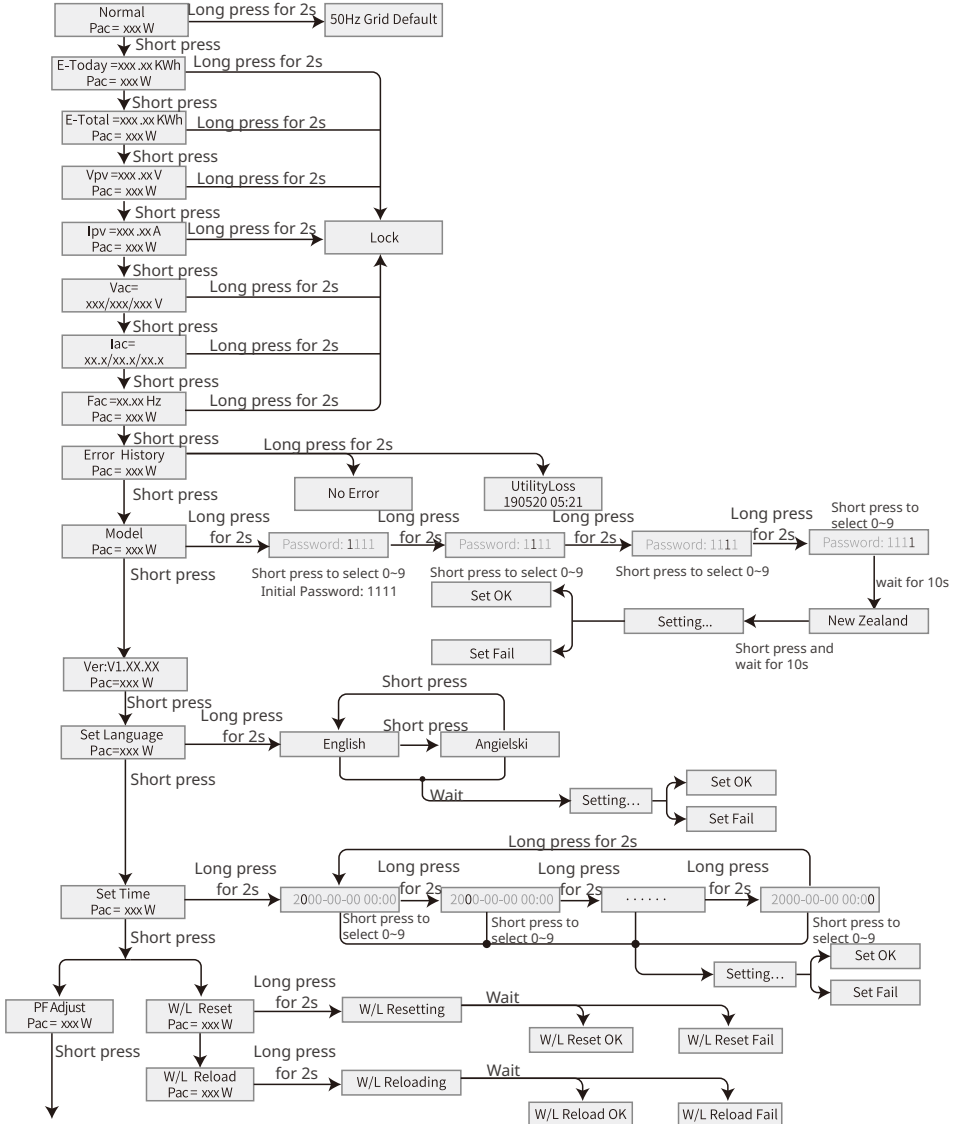 Normal
Pac= xxx W
Long press for 2s
50Hz Grid Default
Short press
E-Today =xxx.xx KWh
Pac= xxx W
Long press for 2s
Short press
E-Total =xxx.xx KWh
Pac= xxx W
Long press for 2s
Short press
Vpv =xxx.xx V
Pac= xxx W
Long press for 2s
Short press
Ipv =xxx.xx A
Pac= xxx W
Long press for 2s
Lock
Short press
Vac=
xxx/xxx/xxx V
Long press for 2s
Short press
Iac=
xx.x/xx.x/xx.x
Long press for 2s
Short press
Fac=xx.xx Hz
Pac= xxx W
Long press for 2s
Short press
Error History
Pac= xxx W
Long press for 2s
No Error
UtilityLoss
190520 05:21
Short press
Model
Pac= xxx W
Long press
for 2s
Password: 1111
Short press to select 0~9
Initial Password: 1111
Long press
for 2s
Password: 1111
Short press to select 0~9
Long press
for 2s
Password: 1111
Short press to select 0~9
Long press
for 2s
Short press to
select 0~9
Password: 1111
wait for 10s
New Zealand
Short press and
wait for 10s
Setting...
Set OK
Set Fail
Short press
Ver:V1.XX.XX
Pac=xxx W
Short press
Set Language
Pac=xxx W
Long press
for 2s
English
Short press
Short press
Angielski
Wait
Setting...
Set OK
Set Fail
Short press
Set Time
Pac= xxx W
Long press
for 2s
2000-00-00 00:00
Short press to
select 0~9
Long press
for 2s
2000-00-00 00:00
Short press to
select 0~9
Long press
for 2s
......
Long press
for 2s
2000-00-00 00:00
Short press to
select 0~9
Long press for 2s
Setting...
Set OK
Set Fail
Short press
PF Adjust
Pac= xxx W
Short press
W/L Reset
Pac= xxx W
Long press
for 2s
W/L Resetting
Wait
W/L Reset OK
W/L Reset Fail
W/L Reload
Pac= xxx W
Long press
for 2s
W/L Reloading
Wait
W/L Reload OK
W/L Reload Fail